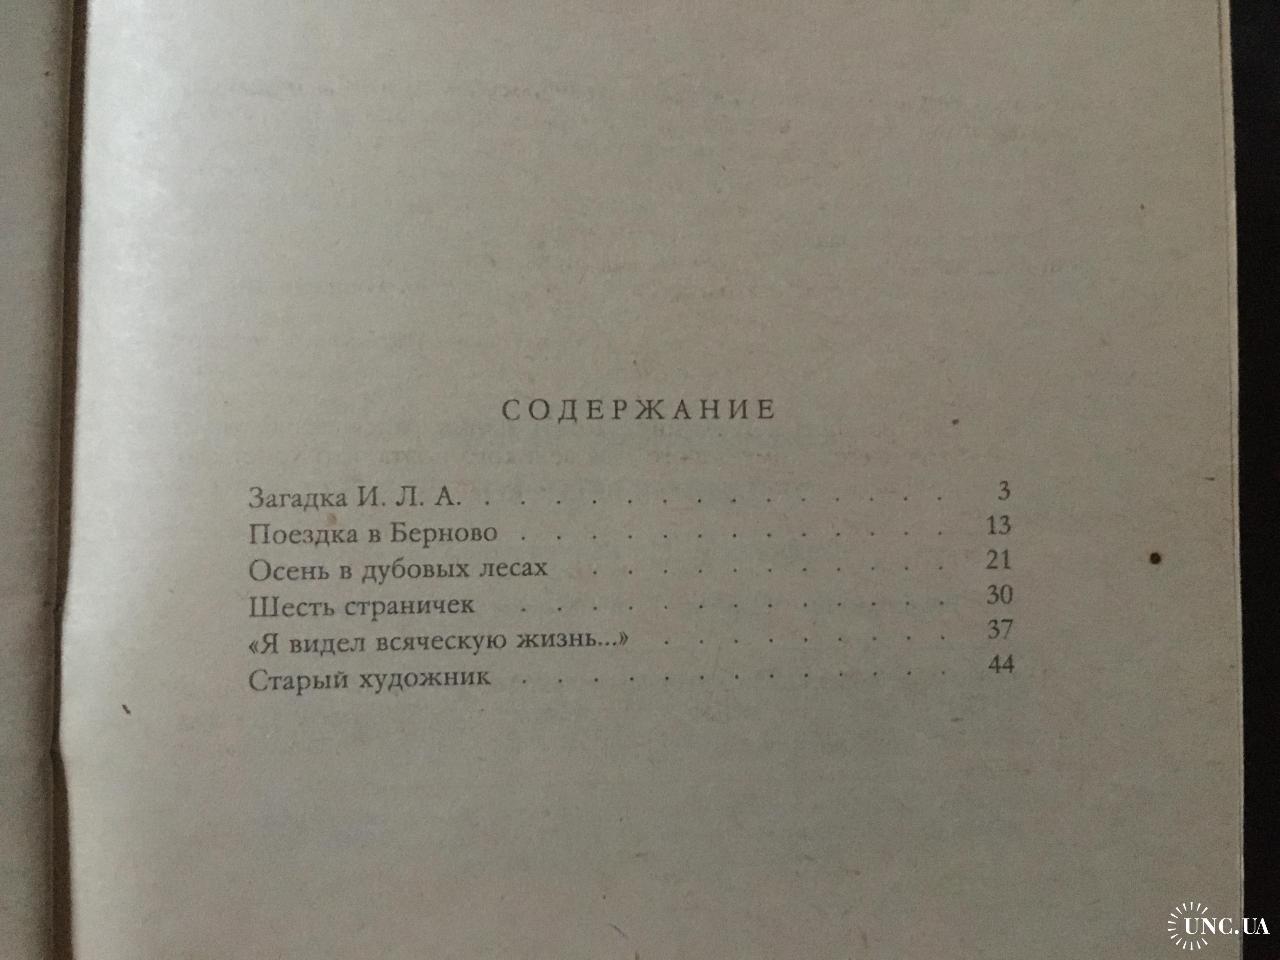 СОДЕРЖАНИЕ
Загадка И. Л. А. . . . . . . . . . . . . . . 3
Поездка в Берново . . . . . . . . . . . . . 13
Осень в дубовых лесах . . . . . . . . . . . 21
Шесть страничек . . . . . . . . . . . . . 30
«Я видел всяческую жизнь...» . . . . . . . . . 37
Старый художник . . . . . . . . . . . . . 44
UNC.UA